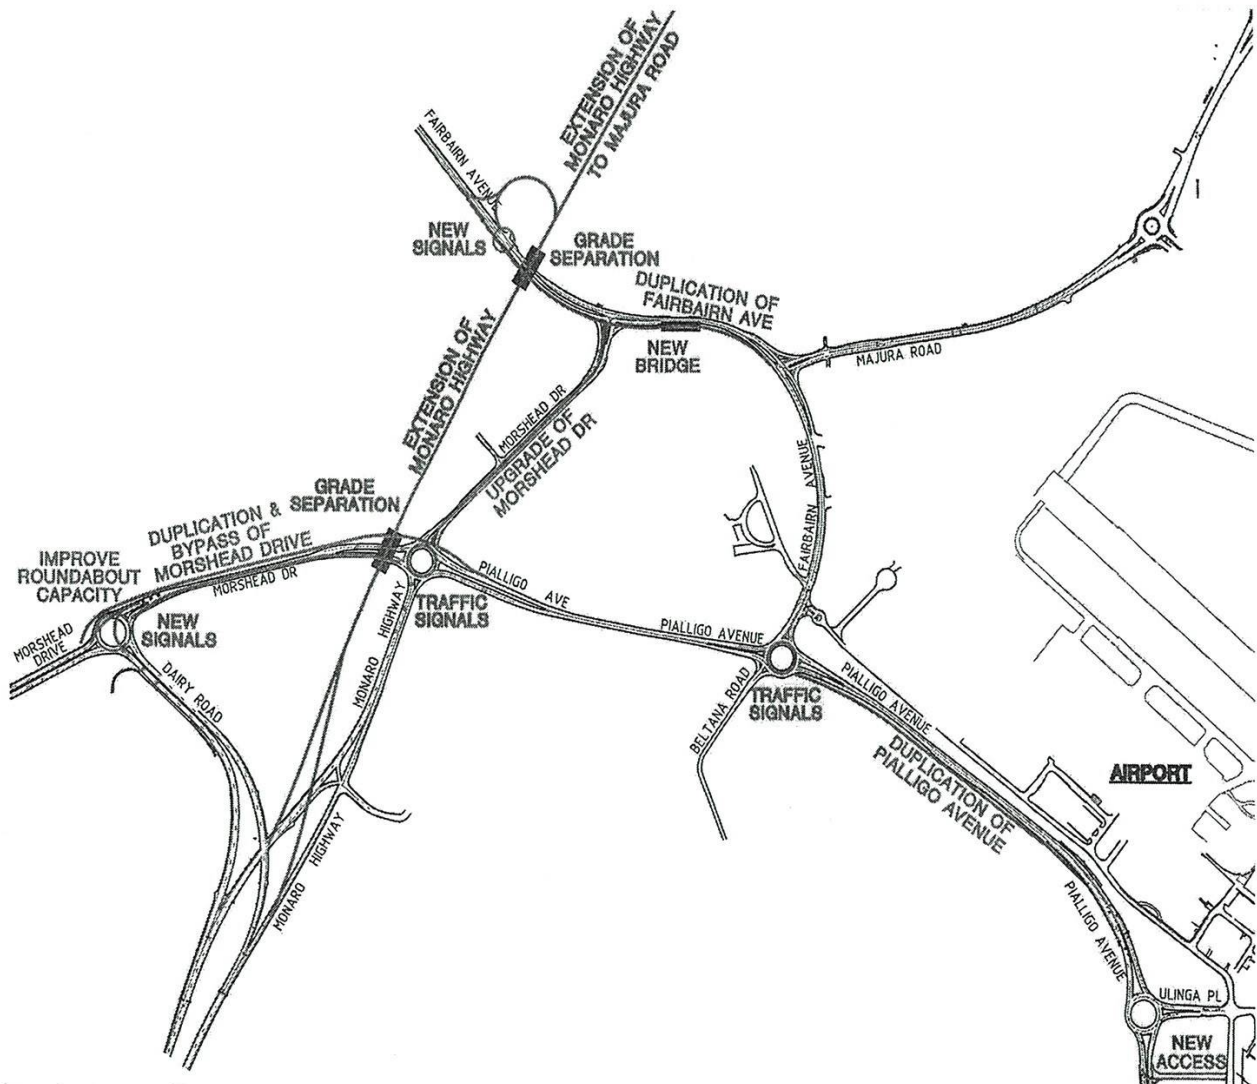 EXTENSION OF
MONARO HIGHWAY
TO MAJURA ROAD
FAIRBAIRN AVENUE
NEW
SIGNALS
GRADE
SEPARATION
DUPLICATION OF
FAIRBAIRN AVE
NEW
BRIDGE
MAJURA ROAD
EXTENSION OF
MONARO HIGHWAY
MORSHEAD DR
UPGRADE OF
MORSHEAD DR
FAIRBAIRN AVENUE
GRADE
SEPARATION
DUPLICATION &
BYPASS OF
MORSHEAD DRIVE
MORSHEAD DR
IMPROVE
ROUNDABOUT
CAPACITY
NEW
SIGNALS
MORSHEAD
DRIVE
DAIRY ROAD
MONARO HIGHWAY
TRAFFIC
SIGNALS
PIALLIGO AVE
PIALLIGO AVENUE
BELTANA ROAD
TRAFFIC
SIGNALS
PIALLIGO AVENUE
DUPLICATION OF
PIALLIGO AVENUE
AIRPORT
MONARO HIGHWAY
PIALLIGO AVENUE
ULINGA PL
NEW
ACCESS